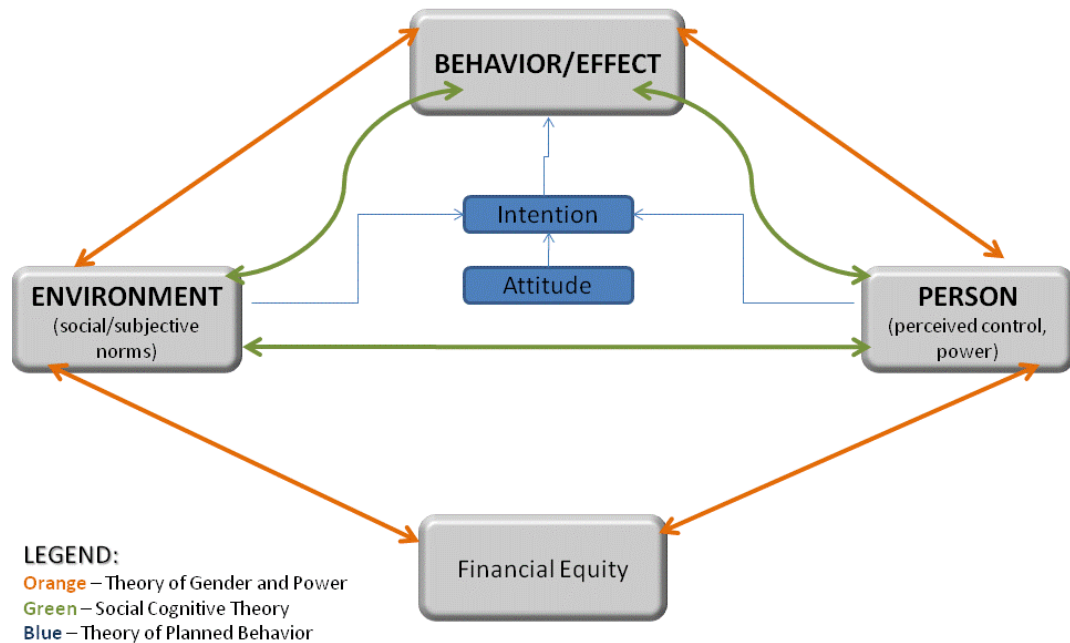 BEHAVIOR/EFFECT
Intention
Attitude
ENVIRONMENT
(social/subjective
norms)
PERSON
(perceived control,
power)
Financial Equity
LEGEND:
Orange – Theory of Gender and Power
Green – Social Cognitive Theory
Blue – Theory of Planned Behavior